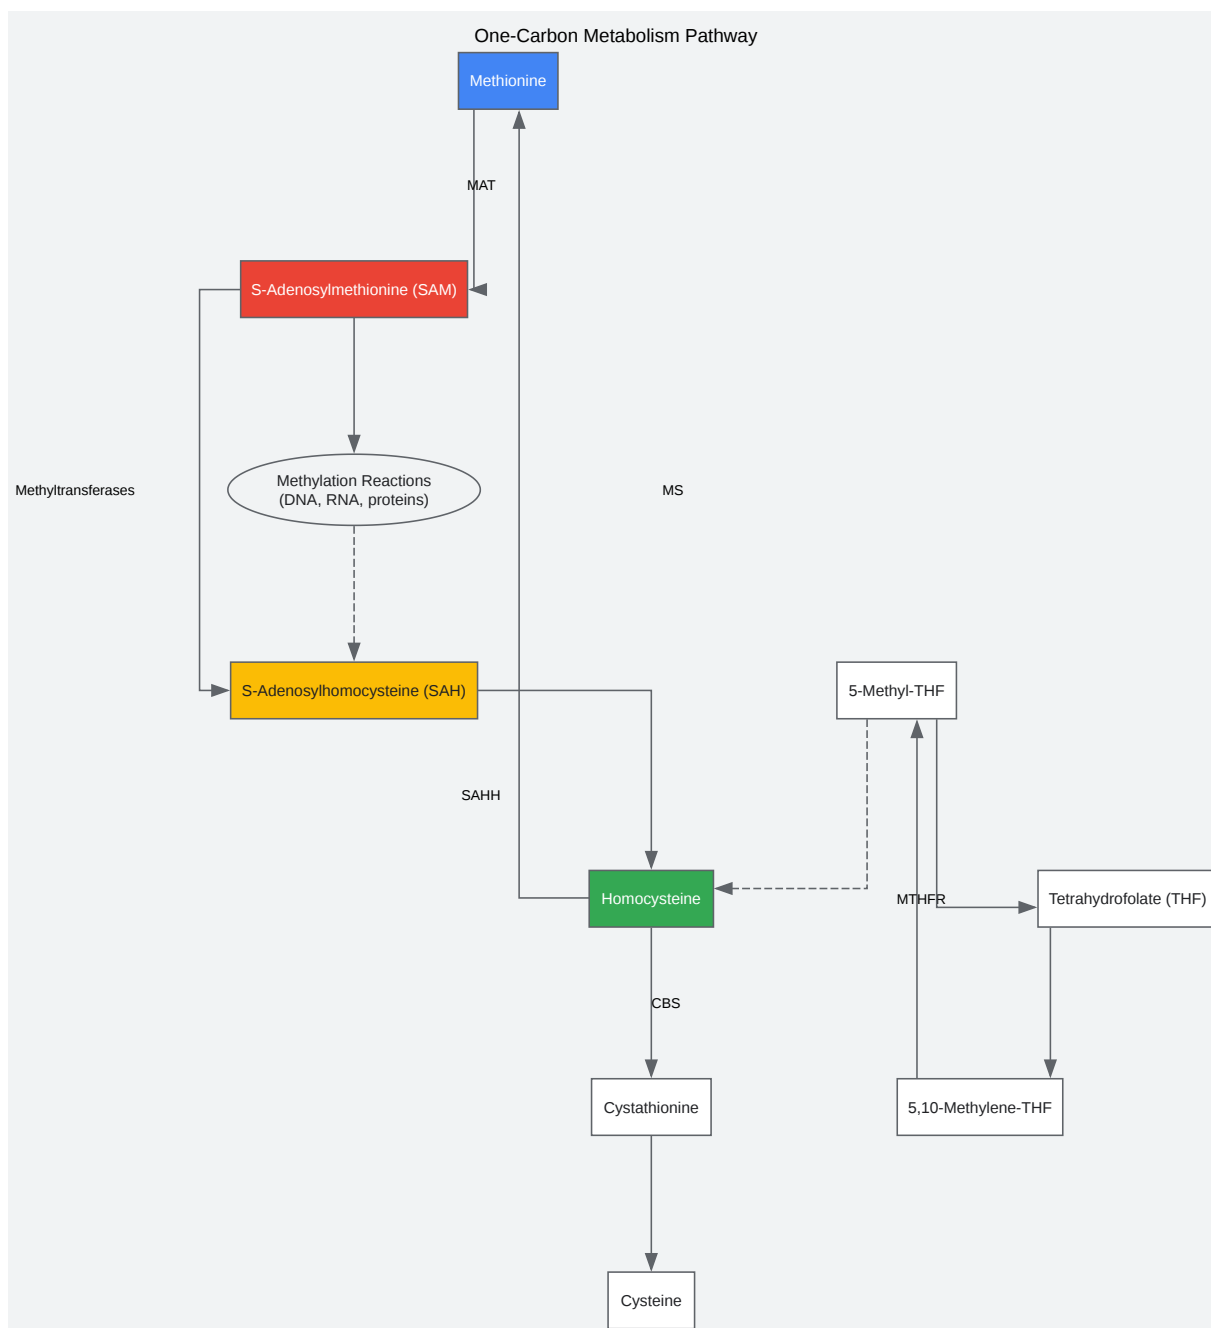 One-Carbon Metabolism Pathway
Methionine
MAT
S-Adenosylmethionine (SAM)
Methyltransferases
Methylation Reactions
(DNA, RNA, proteins)
MS
S-Adenosylhomocysteine (SAH)
5-Methyl-THF
SAHH
Homocysteine
MTHFR
Tetrahydrofolate (THF)
CBS
Cystathionine
5,10-Methylene-THF
Cysteine